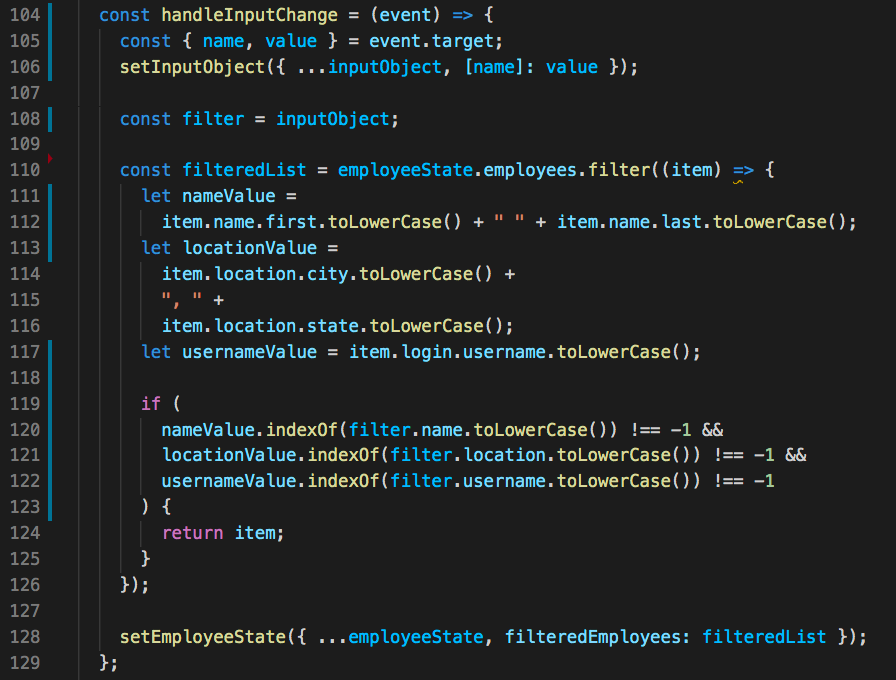 104 const handleInputChange = (event) => {
105 const { name, value } = event.target;
106 setInputObject({ ...inputObject, [name]: value });
107
108 const filter = inputObject;
109
110 const filteredList = employeeState.employees.filter((item) => {
111 let nameValue =
112 item.name.first.toLowerCase() + " " + item.name.last.toLowerCase();
113 let locationValue =
114 item.location.city.toLowerCase() +
115 ", " +
116 item.location.state.toLowerCase();
117 let usernameValue = item.login.username.toLowerCase();
118
119 if (
120 nameValue.indexOf(filter.name.toLowerCase()) !== -1 &&
121 locationValue.indexOf(filter.location.toLowerCase()) !== -1 &&
122 usernameValue.indexOf(filter.username.toLowerCase()) !== -1
123 ) {
124 return item;
125 }
126 });
127
128 setEmployeeState({ ...employeeState, filteredEmployees: filteredList });
129 };